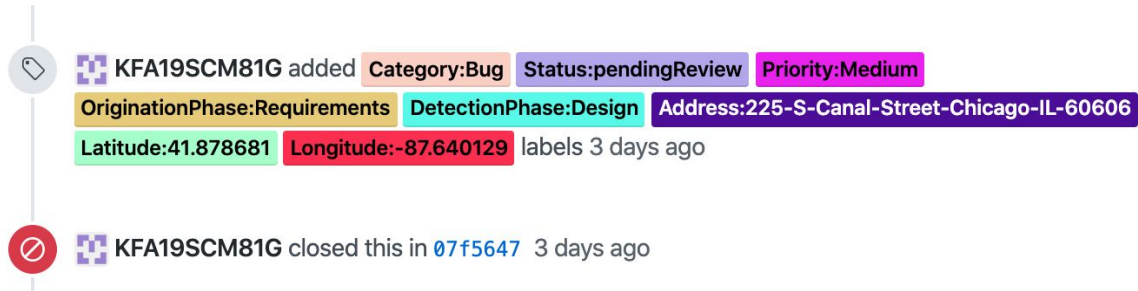 KFA19SCM81G added Category:Bug Status:pendingReview Priority:Medium
OriginationPhase:Requirements DetectionPhase:Design Address:225-S-Canal-Street-Chicago-IL-60606
Latitude:41.878681 Longitude:-87.640129 labels 3 days ago
KFA19SCM81G closed this in 07f5647 3 days ago